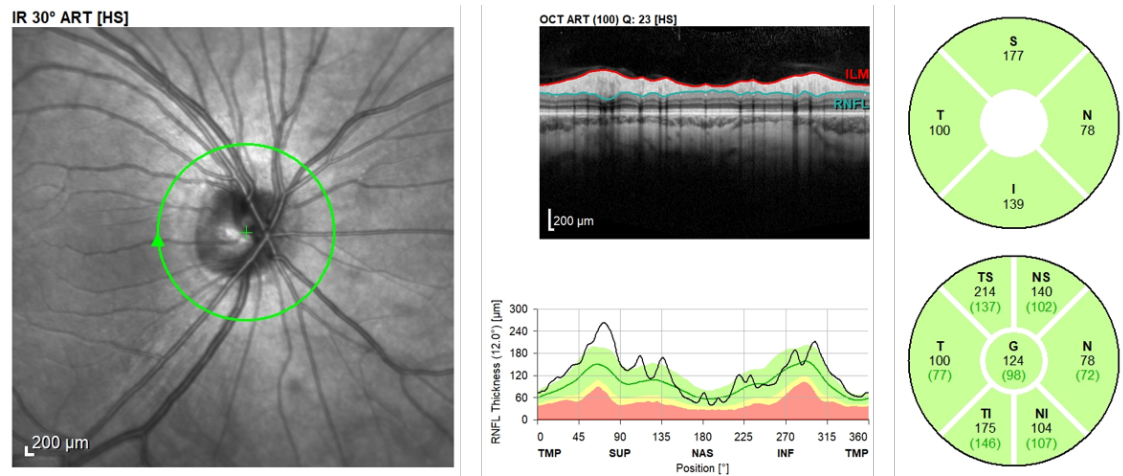 IR 30° ART [HS]
200 µm
OCT ART (100) Q: 23 [HS]
ILM
RNFL
200 µm
RNFL Thickness (12.0°) [µm]
300
240
180
120
60
0
0 45 90 135 180 225 270 315 360
TMP SUP NAS INF TMP
Position [°]
S
177
T
100
N
78
I
139
TS
214
(137)
NS
140
(102)
T
100
(77)
G
124
(98)
N
78
(72)
TI
175
(146)
NI
104
(107)